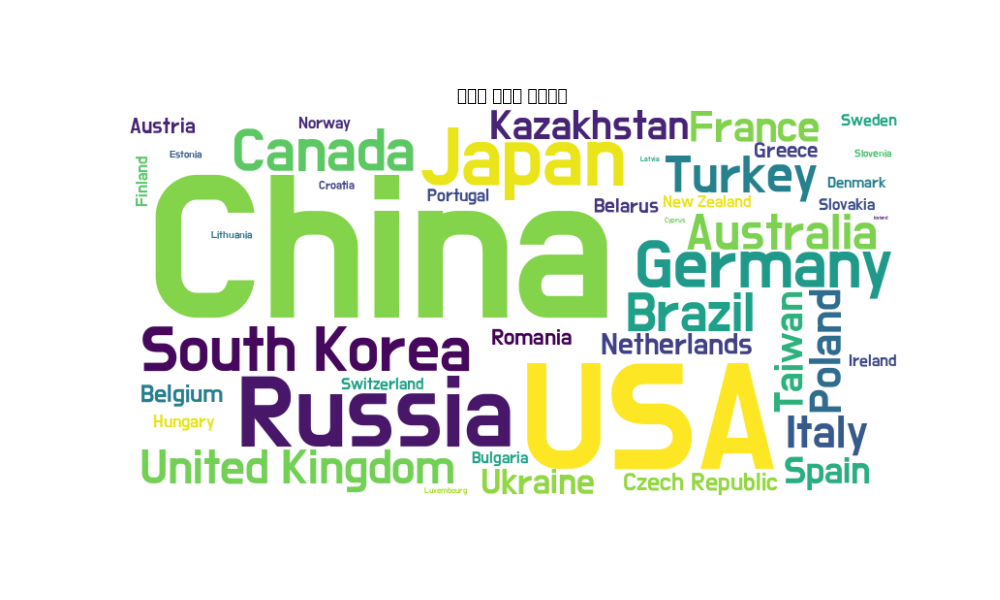 Austria
Norway
Kazakhstan
France
Sweden
Estonia
Canada
Japan
Greece
Latvia
Slovenia
Finland
Croatia
Portugal
Turkey
Denmark
China
Belarus
New Zealand
Slovakia
Cyprus
Iceland
Lithuania
Australia
Germany
Brazil
Taiwan
Poland
South Korea
Romania
Netherlands
Ireland
Belgium
Switzerland
Russia
USA
Hungary
Italy
United Kingdom
Bulgaria
Ukraine
Czech Republic
Spain
Luxembourg